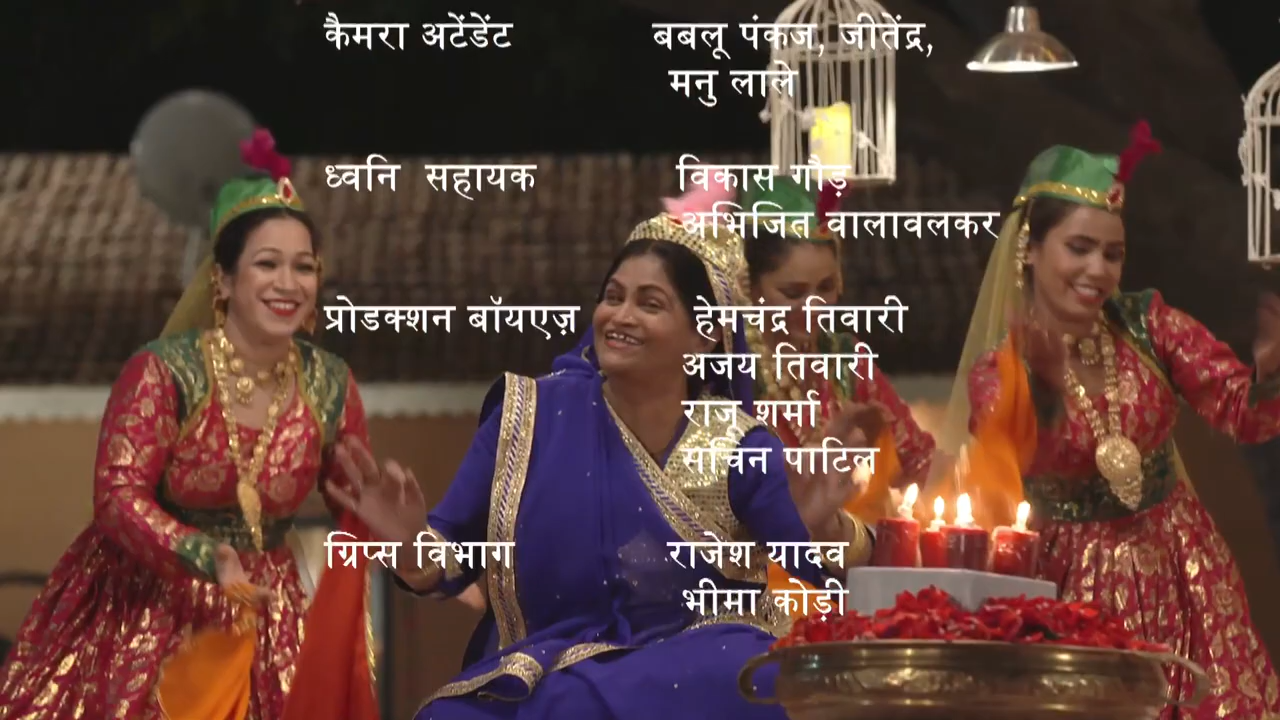 कैमरा अटेंडेंट बबलू पंकज, जीतेंद्र,
मनु लाले
ध्वनि सहायक विकास गौड़
अभिजित वालावलकर
प्रोडक्शन बॉयएज़ हेमचंद्र तिवारी
अजय तिवारी
राजू शर्मा
सचिन पाटिल
ग्रिप्स विभाग राजेश यादव
भीमा कोड़ी